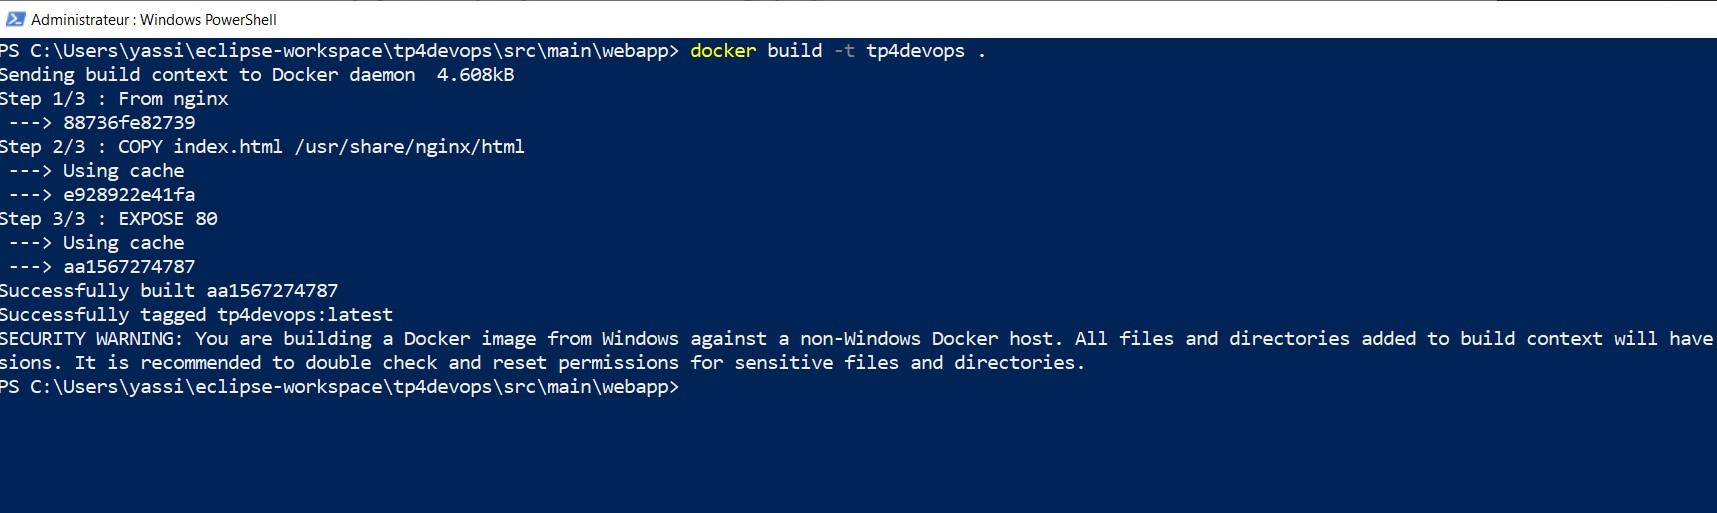 Administrateur : Windows PowerShell
PS C:\Users\yassi\eclipse-workspace\tp4devops\src\main\webapp> docker build -t tp4devops .
Sending build context to Docker daemon  4.608kB
Step 1/3 : From nginx
 ---> 88736fe82739
Step 2/3 : COPY index.html /usr/share/nginx/html
 ---> Using cache
 ---> e928922e41fa
Step 3/3 : EXPOSE 80
 ---> Using cache
 ---> aa1567274787
Successfully built aa1567274787
Successfully tagged tp4devops:latest
SECURITY WARNING: You are building a Docker image from Windows against a non-Windows Docker host. All files and directories added to build context will have
sions. It is recommended to double check and reset permissions for sensitive files and directories.
PS C:\Users\yassi\eclipse-workspace\tp4devops\src\main\webapp>